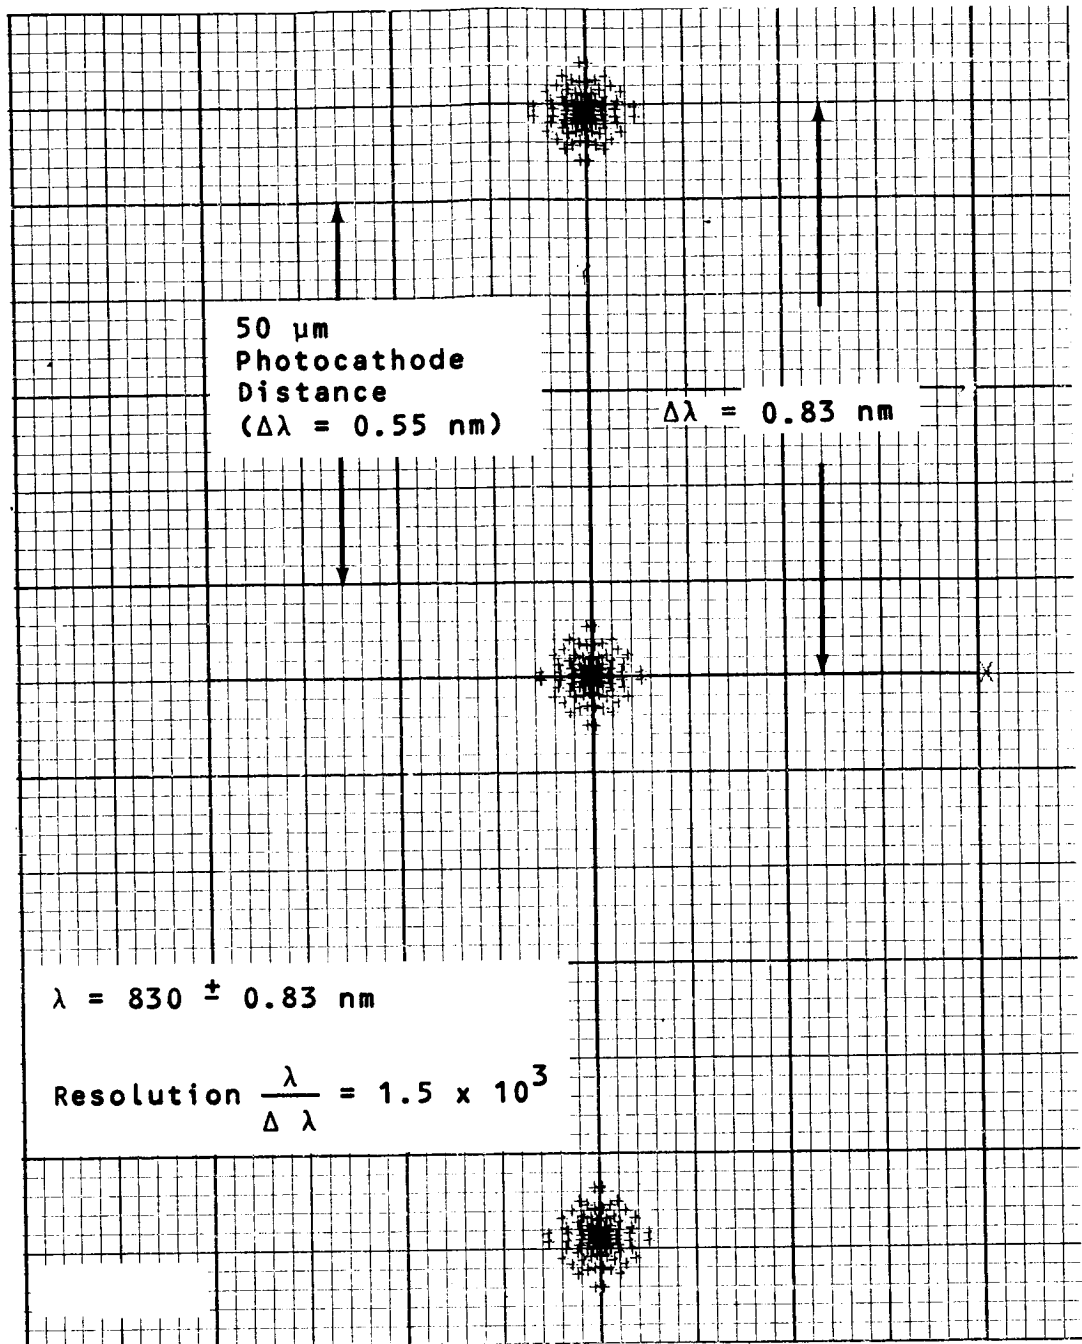 50 μm
Photocathode
Distance
(Δλ = 0.55 nm)
Δλ = 0.83 nm
X
λ = 830 ± 0.83 nm
Resolution λ/Δ λ = 1.5 x 10³